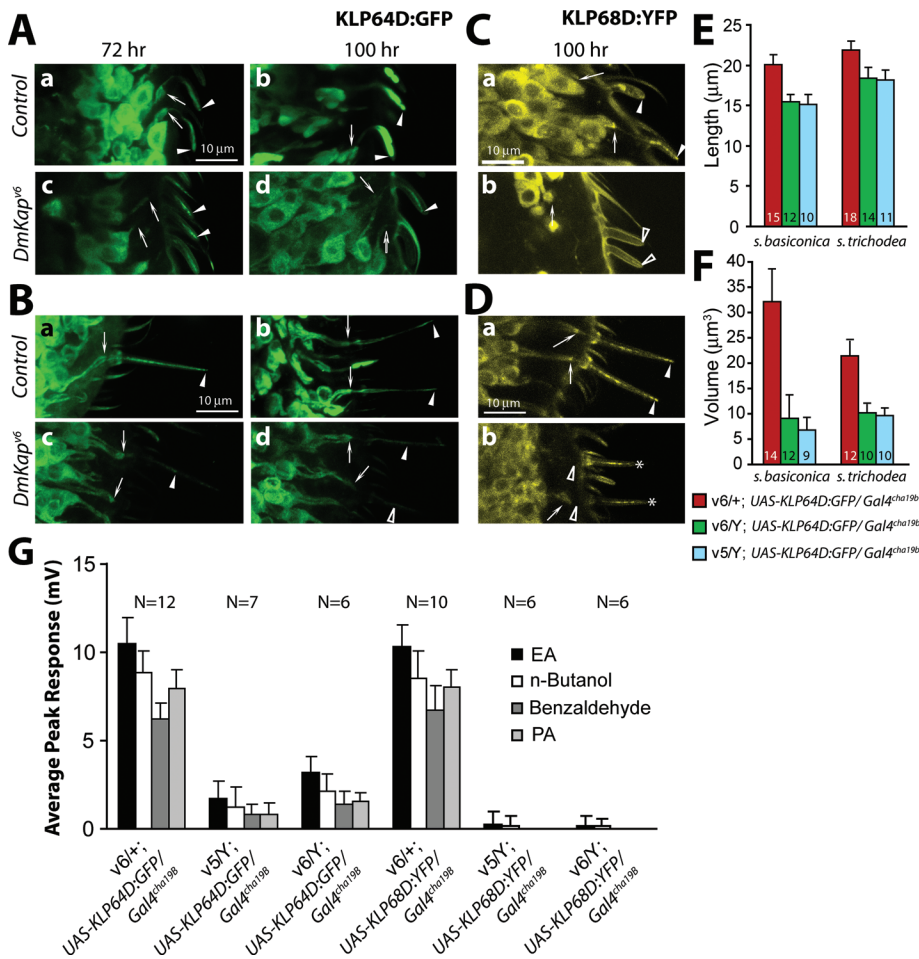 KLP64D:GFP
KLP68D:YFP
A
72 hr
100 hr
C
100 hr
Control
a
10 µm
b
DmKap^v6
c
d
a
10 µm
b
B
Control
a
10 µm
b
DmKap^v6
c
d
D
a
10 µm
b
* *
E
Length (µm)
25
20
15
10
5
0
15 12 10 18 14 11
s. basiconica s. trichodea
F
Volume (µm³)
40
35
30
25
20
15
10
5
0
14 12 9 12 10 10
s. basiconica s. trichodea
v6/+; UAS-KLP64D:GFP/ Gal4^cha19b
v6/Y; UAS-KLP64D:GFP/ Gal4^cha19b
v5/Y; UAS-KLP64D:GFP/ Gal4^cha19b
G
Average Peak Response (mV)
10
5
0
N=12 N=7 N=6 N=10 N=6 N=6
EA
n-Butanol
Benzaldehyde
PA
v6/+;
UAS-KLP64D:GFP/
Gal4^cha19B
v5/Y;
UAS-KLP64D:GFP/
Gal4^cha19B
v6/Y;
UAS-KLP64D:GFP/
Gal4^cha19B
v6/+;
UAS-KLP68D:YFP/
Gal4^cha19B
v5/Y;
UAS-KLP68D:YFP/
Gal4^cha19B
v6/Y;
UAS-KLP68D:YFP/
Gal4^cha19B